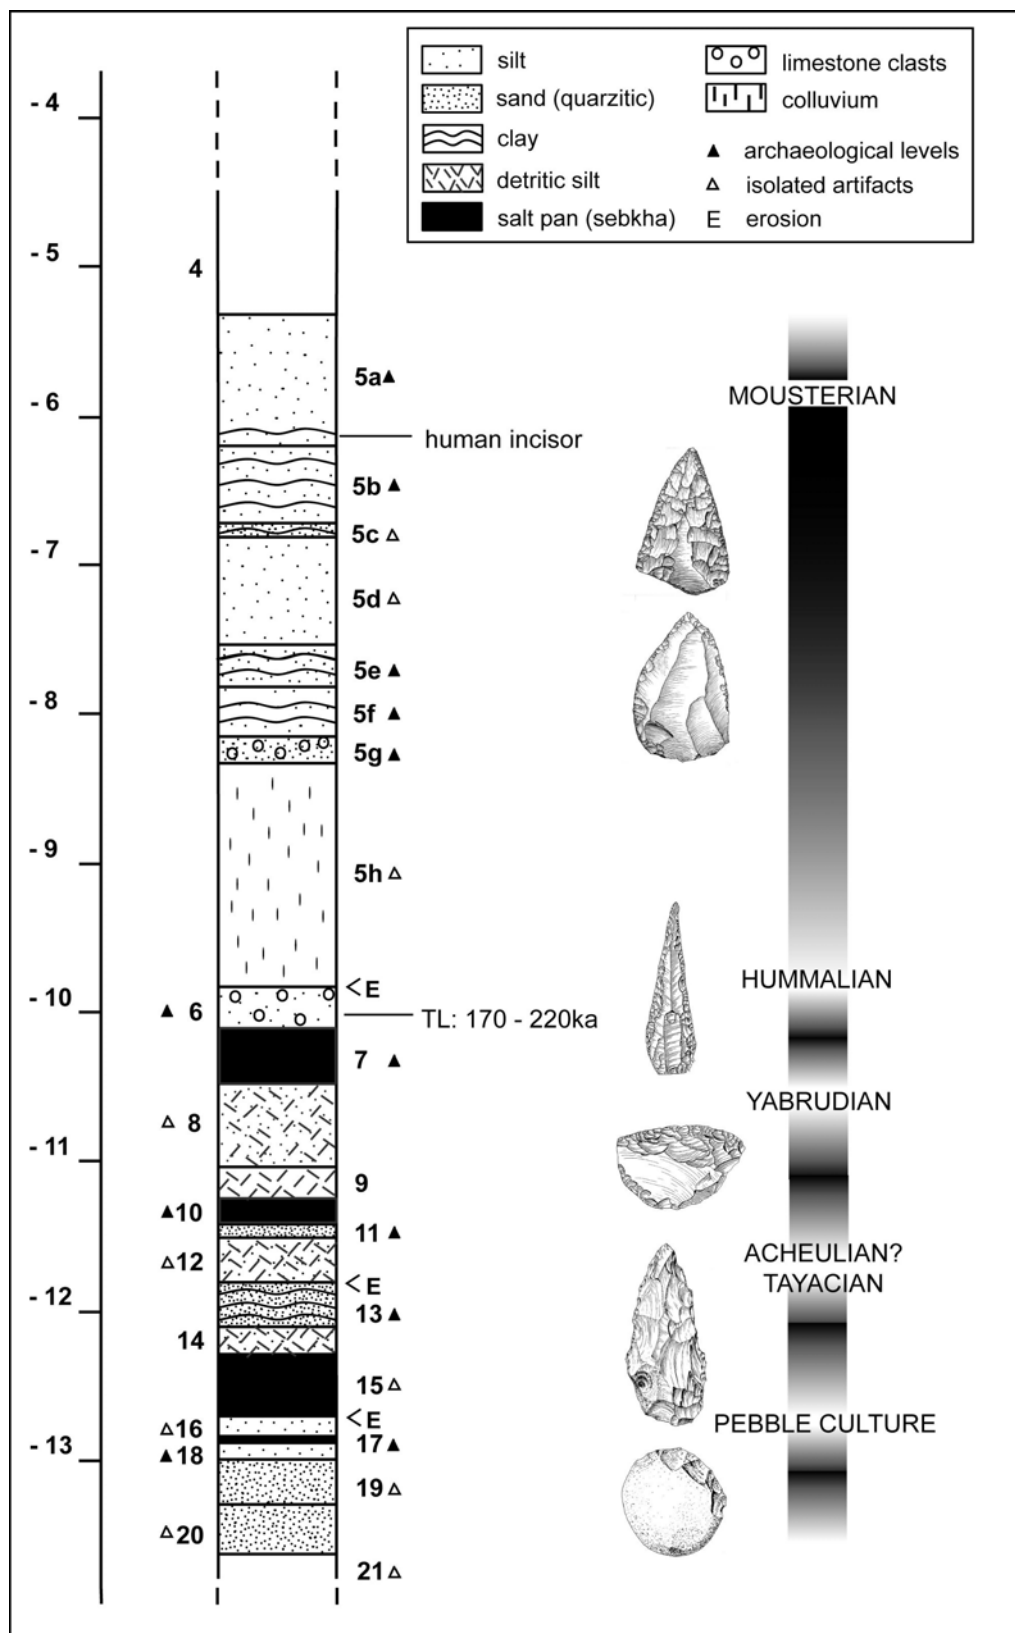 silt
sand (quarzitic)
clay
detritic silt
salt pan (sebkha)
limestone clasts
colluvium
archaeological levels
isolated artifacts
E erosion
-4
-5
-6
-7
-8
-9
-10
-11
-12
-13
4
5a
human incisor
5b
5c
5d
5e
5f
5g
5h
E
6
TL: 170 - 220ka
7
8
9
10
11
12
E
13
14
15
E
16
17
18
19
20
21
MOUSTERIAN
HUMMALIAN
YABRUDIAN
ACHEULIAN?
TAYACIAN
PEBBLE CULTURE